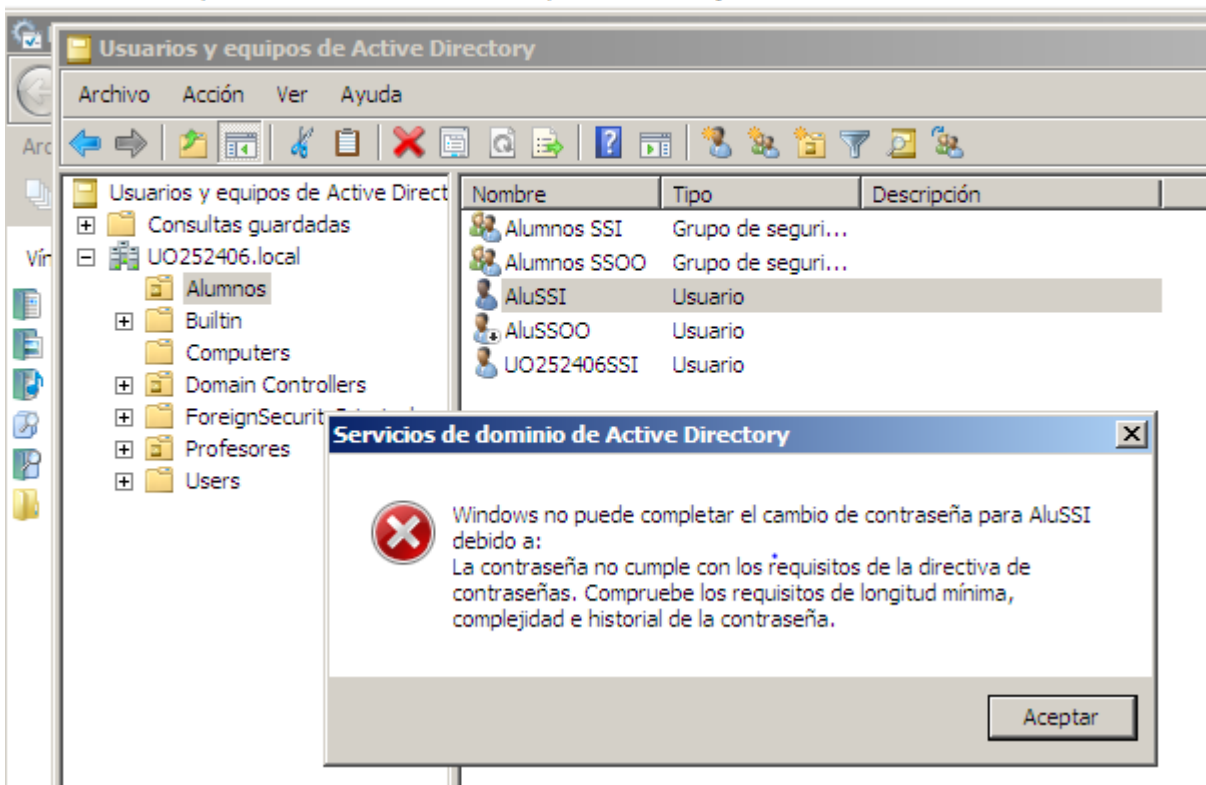 Usuarios y equipos de Active Directory
Archivo Acción Ver Ayuda
Arc
Usuarios y equipos de Active Direct
Nombre Tipo Descripción
Consultas guardadas
Alumnos SSI Grupo de seguri...
Vín
UO252406.local
Alumnos SSOO Grupo de seguri...
Alumnos
AluSSI Usuario
Builtin
AluSSOO Usuario
Computers
UO252406SSI Usuario
Domain Controllers
Profesores
Users
Servicios de dominio de Active Directory
Windows no puede completar el cambio de contraseña para AluSSI
debido a:
La contraseña no cumple con los requisitos de la directiva de
contraseñas. Compruebe los requisitos de longitud mínima,
complejidad e historial de la contraseña.
Aceptar